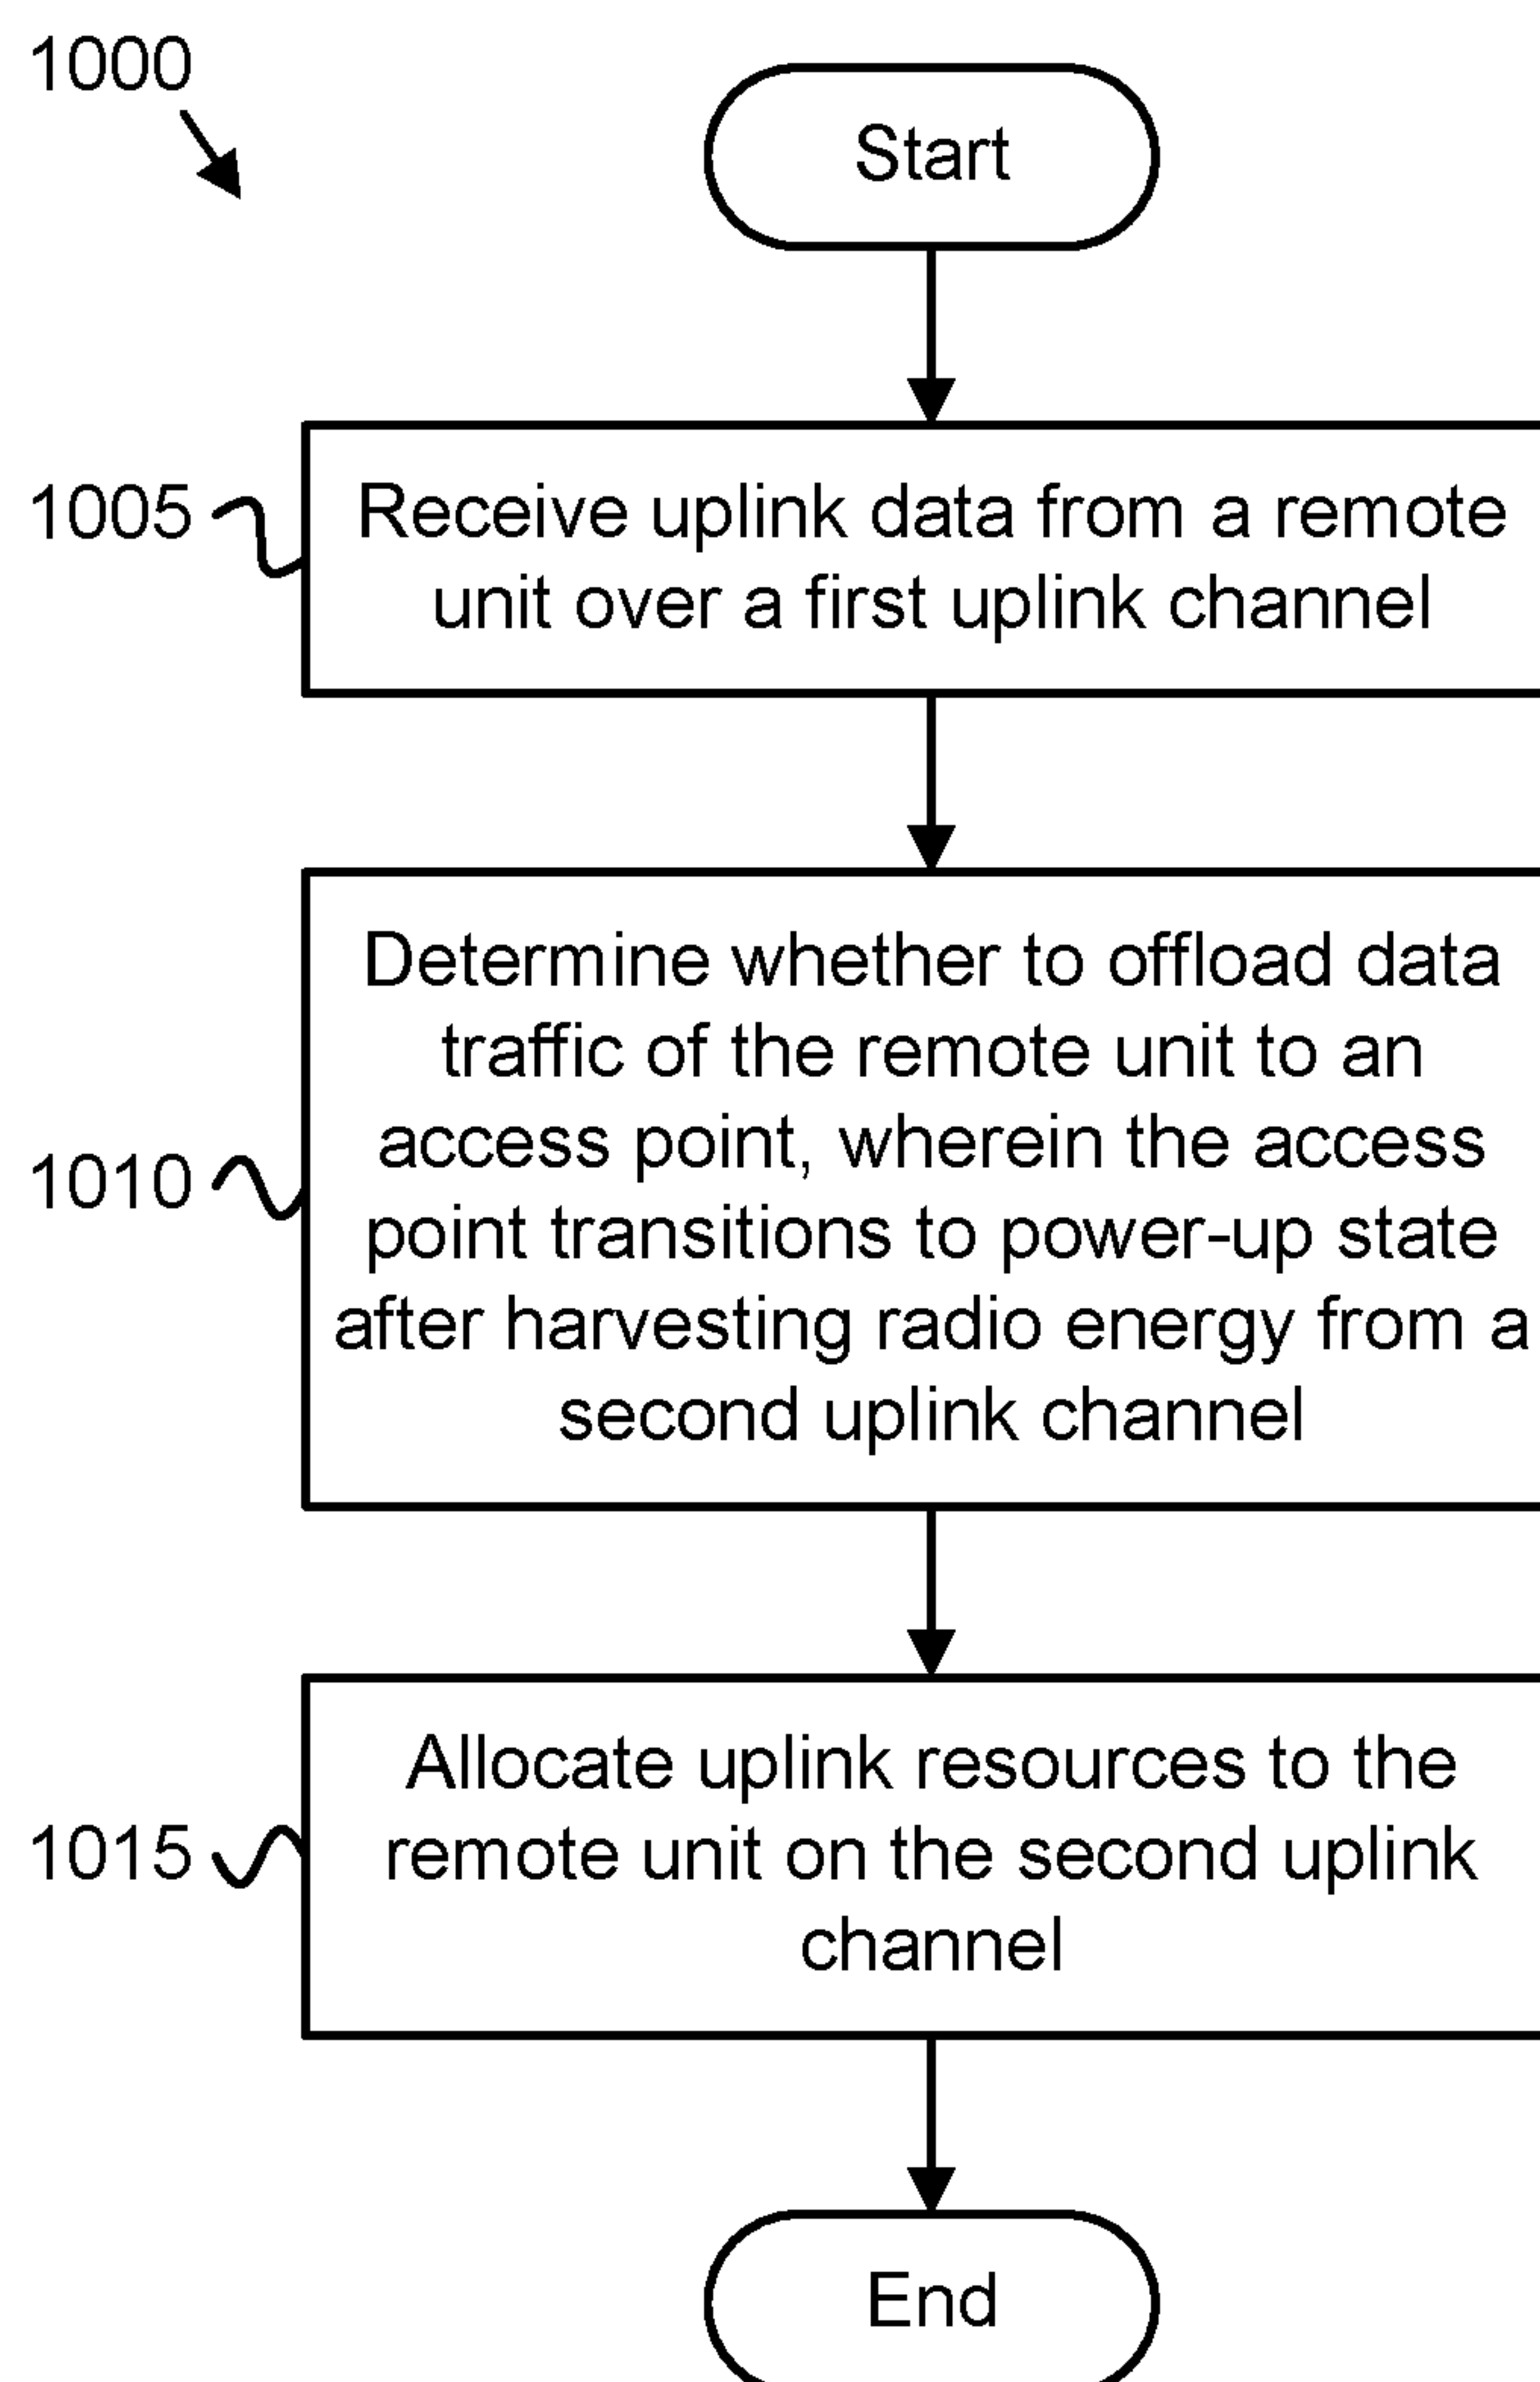 1000
Start
1005
Receive uplink data from a remote
unit over a first uplink channel
1010
Determine whether to offload data
traffic of the remote unit to an
access point, wherein the access
point transitions to power-up state
after harvesting radio energy from a
second uplink channel
1015
Allocate uplink resources to the
remote unit on the second uplink
channel
End